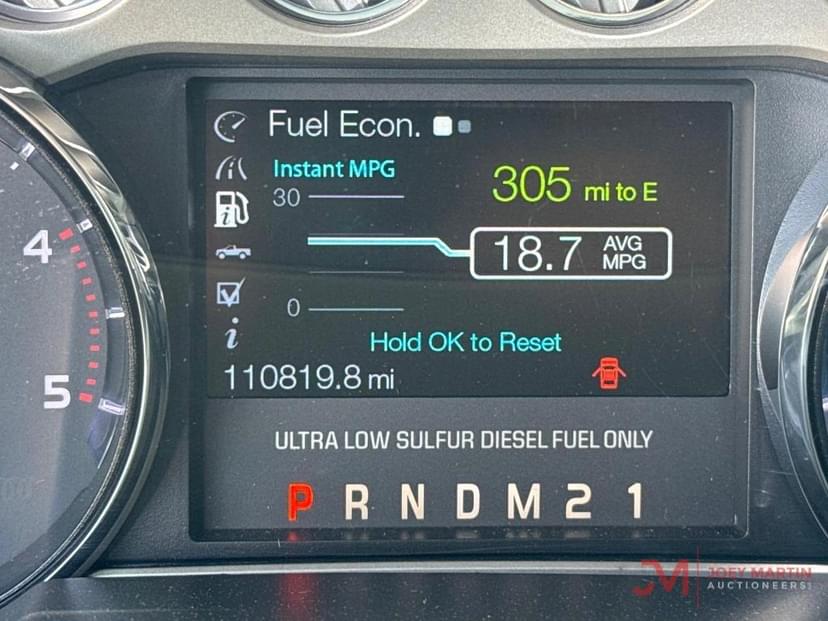 Fuel Econ.
Instant MPG
30
305 mi to E
18.7 AVG MPG
0
Hold OK to Reset
110819.8 mi
4
5
ULTRA LOW SULFUR DIESEL FUEL ONLY
P R N D M 2 1
JM JOEY MARTIN
AUCTIONEERS